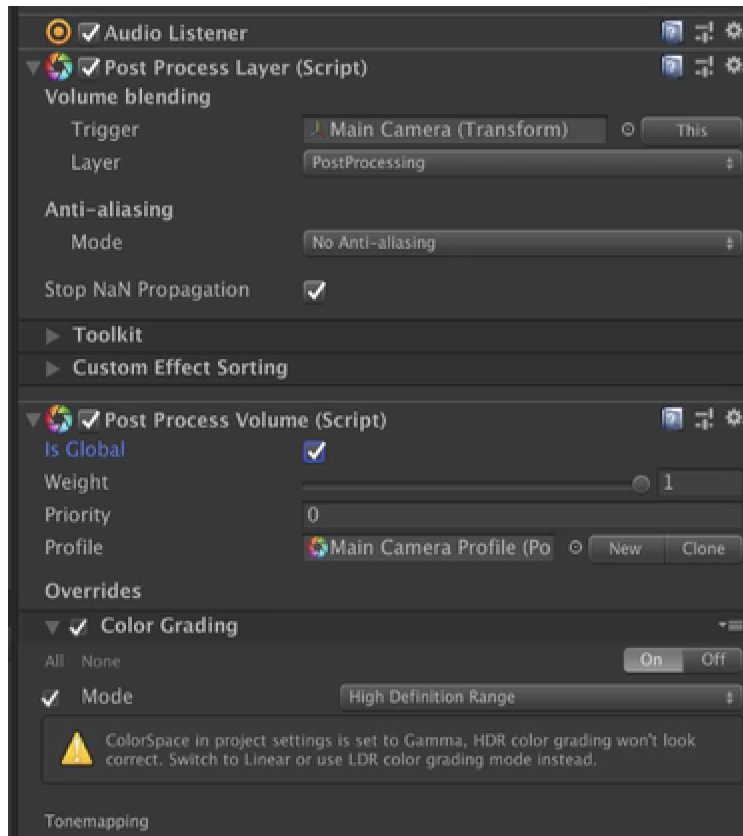 Audio Listener
Post Process Layer (Script)
Volume blending
Trigger Main Camera (Transform) This
Layer PostProcessing
Anti-aliasing
Mode No Anti-aliasing
Stop NaN Propagation
Toolkit
Custom Effect Sorting
Post Process Volume (Script)
Is Global
Weight 1
Priority 0
Profile Main Camera Profile (Po New Clone
Overrides
Color Grading
All None On Off
Mode High Definition Range
ColorSpace in project settings is set to Gamma, HDR color grading won't look
correct. Switch to Linear or use LDR color grading mode instead.
Tonemapping